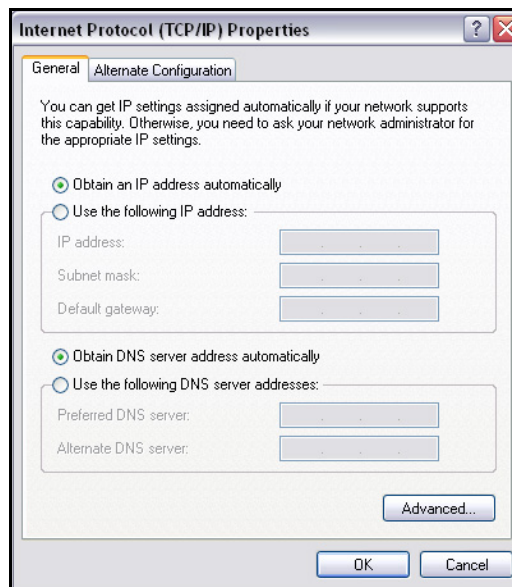 Internet Protocol (TCP/IP) Properties
General
Alternate Configuration
You can get IP settings assigned automatically if your network supports
this capability. Otherwise, you need to ask your network administrator for
the appropriate IP settings.
Obtain an IP address automatically
Use the following IP address:
IP address:
Subnet mask:
Default gateway:
Obtain DNS server address automatically
Use the following DNS server addresses:
Preferred DNS server:
Alternate DNS server:
Advanced...
OK
Cancel